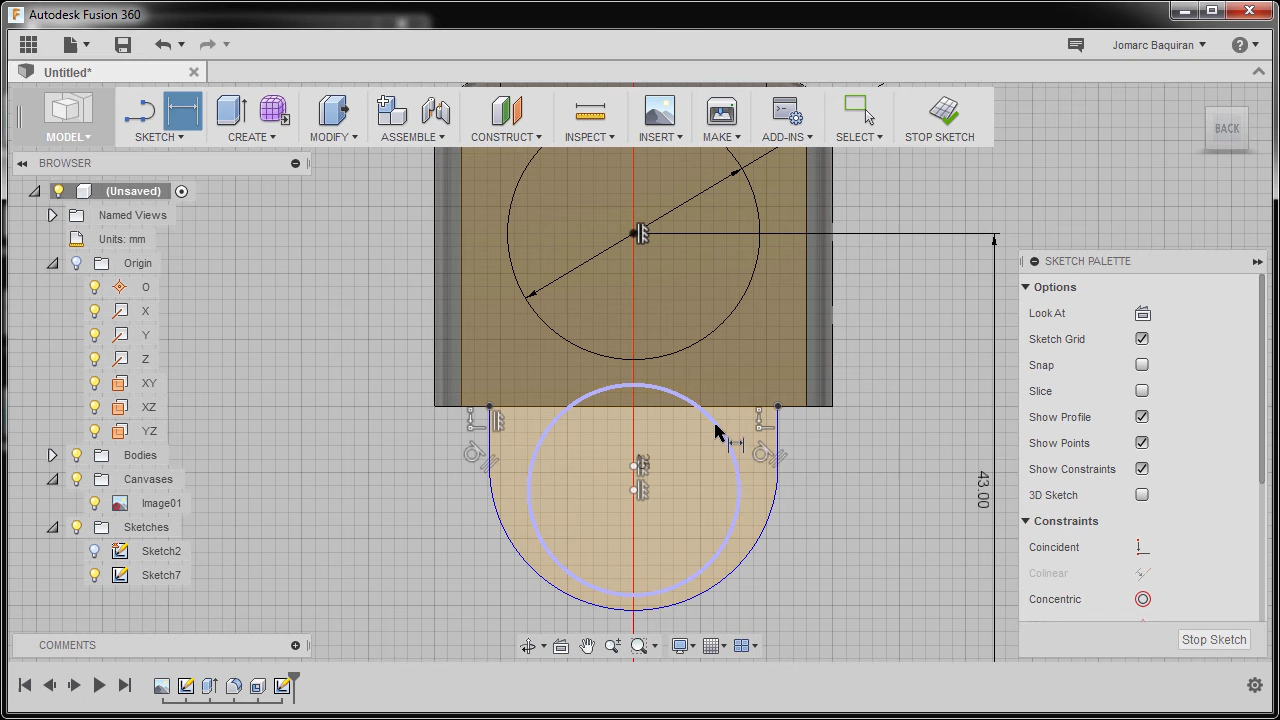 Autodesk Fusion 360
Jomarc Baquiran
Untitled*
MODEL
SKETCH
CREATE
MODIFY
ASSEMBLE
CONSTRUCT
INSPECT
INSERT
MAKE
ADD-INS
SELECT
STOP SKETCH
BACK
BROWSER
(Unsaved)
Named Views
Units: mm
Origin
O
X
Y
Z
XY
XZ
YZ
Bodies
Canvases
Image01
Sketches
Sketch2
Sketch7
43.00
SKETCH PALETTE
Options
Look At
Sketch Grid
Snap
Slice
Show Profile
Show Points
Show Constraints
3D Sketch
Constraints
Coincident
Colinear
Concentric
Stop Sketch
COMMENTS